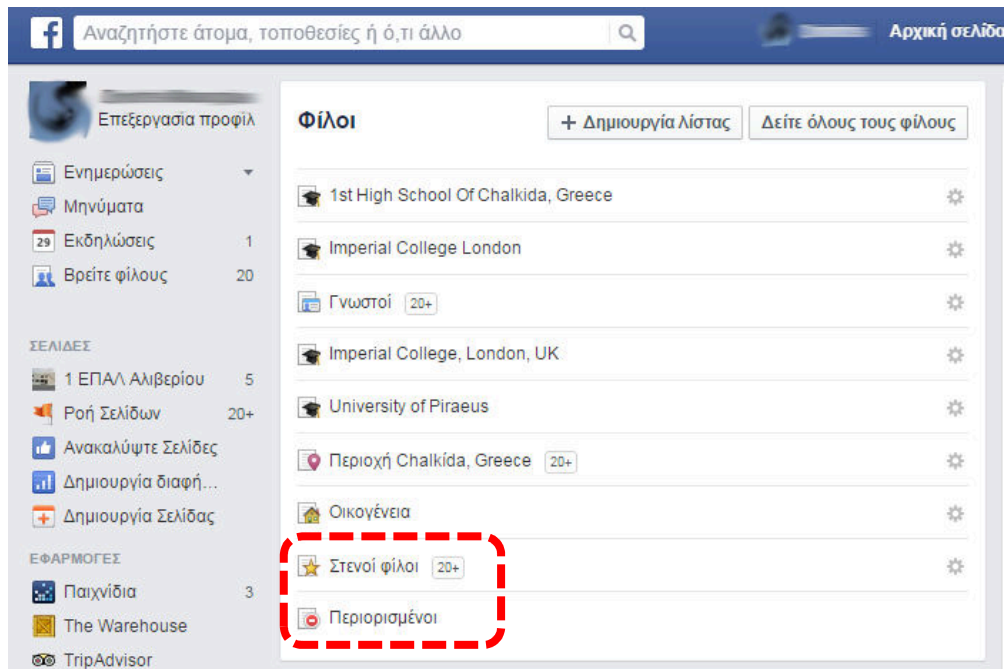 f
Αναζητήστε άτομα, τοποθεσίες ή ό,τι άλλο
Αρχική σελίδα
Επεξεργασία προφίλ
Ενημερώσεις
Μηνύματα
29 Εκδηλώσεις 1
Βρείτε φίλους 20
ΣΕΛΙΔΕΣ
1 ΕΠΑΛ Αλιβερίου 5
Ροή Σελίδων 20+
Ανακαλύψτε Σελίδες
Δημιουργία διαφή...
Δημιουργία Σελίδας
ΕΦΑΡΜΟΓΕΣ
Παιχνίδια 3
The Warehouse
TripAdvisor
Φίλοι
+ Δημιουργία Λίστας
Δείτε όλους τους φίλους
1st High School Of Chalkida, Greece
Imperial College London
Γνωστοί 20+
Imperial College, London, UK
University of Piraeus
Περιοχή Chalkída, Greece 20+
Οικογένεια
Στενοί φίλοι 20+
Περιορισμένοι